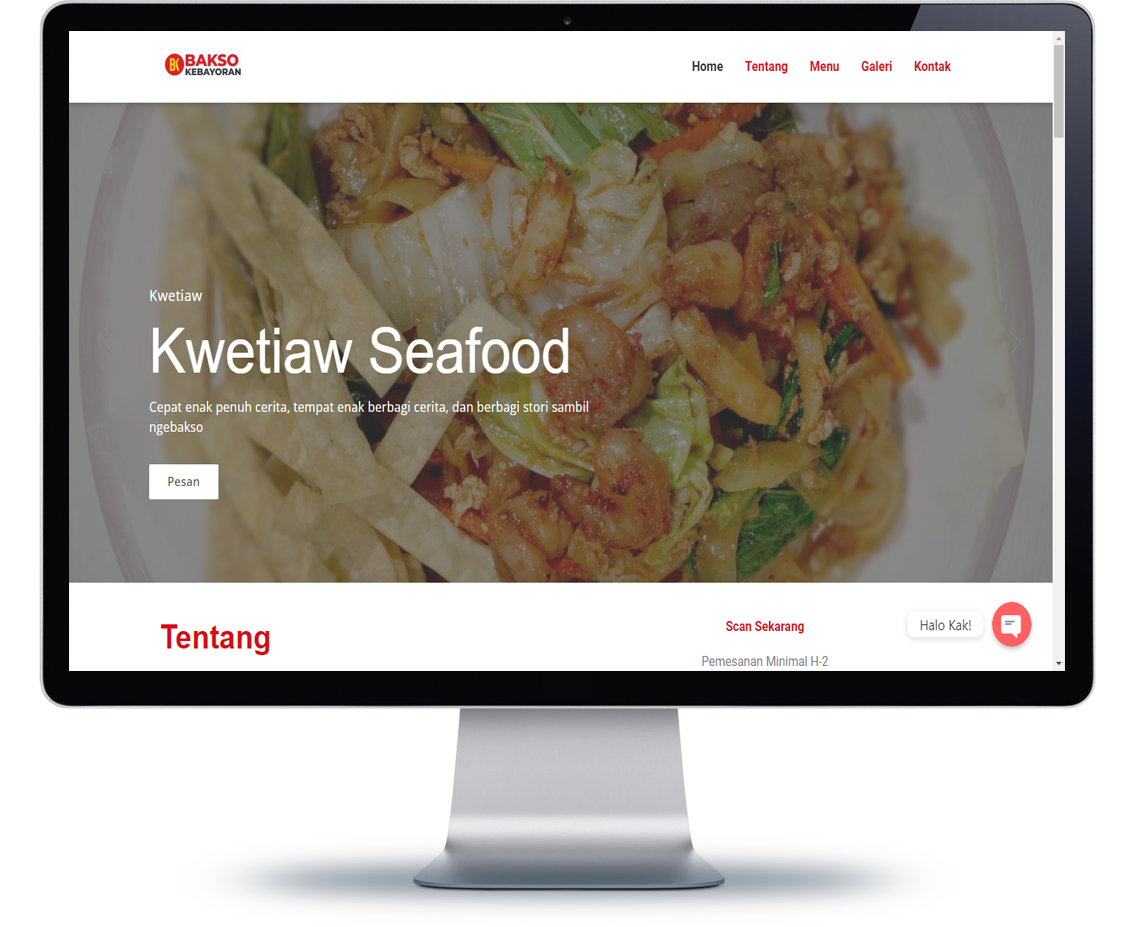 BK BAKSO
KEBAYORAN
Home Tentang Menu Galeri Kontak
Kwetiaw
Kwetiaw Seafood
Cepat enak penuh cerita, tempat enak berbagi cerita, dan berbagi stori sambil
ngebakso
Pesan
Tentang
Scan Sekarang
Halo Kak!
Pemesanan Minimal H-2